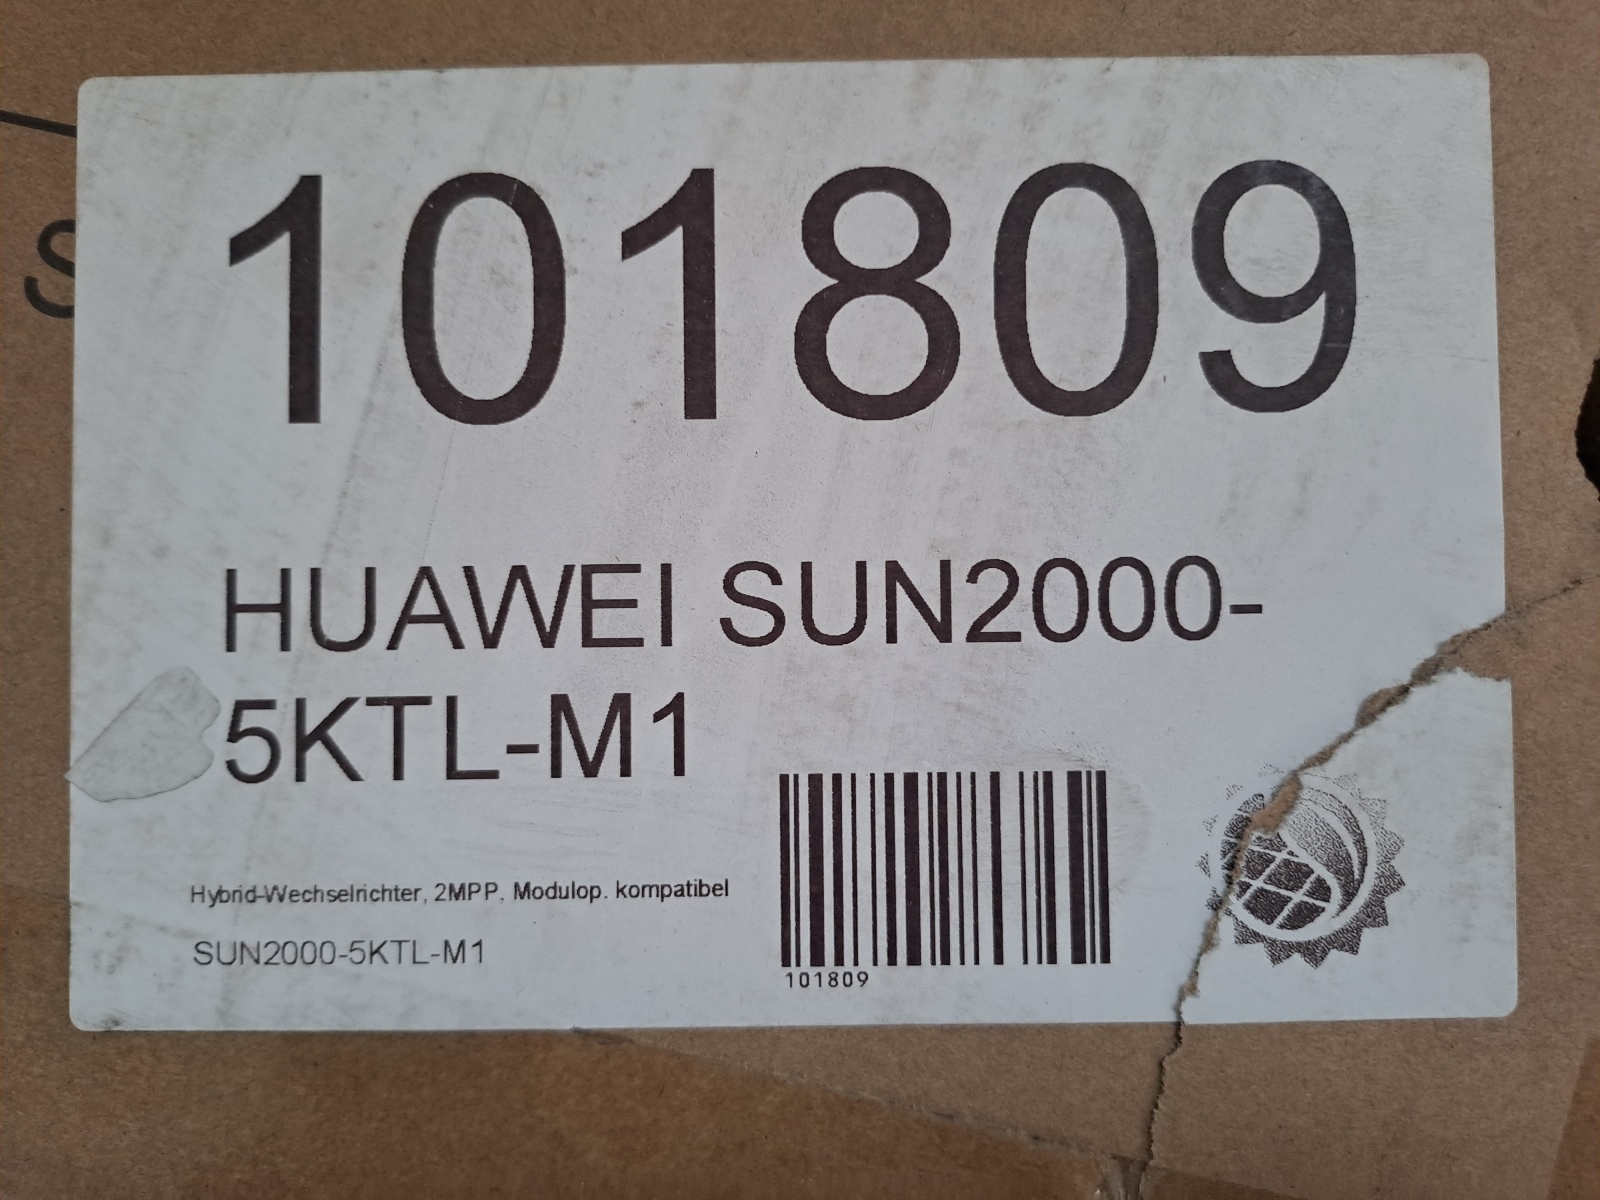 101809
S
HUAWEI SUN2000-
5KTL-M1
Hybrid-Wechselrichter, 2MPP, Modulop. kompatibel
SUN2000-5KTL-M1
101809